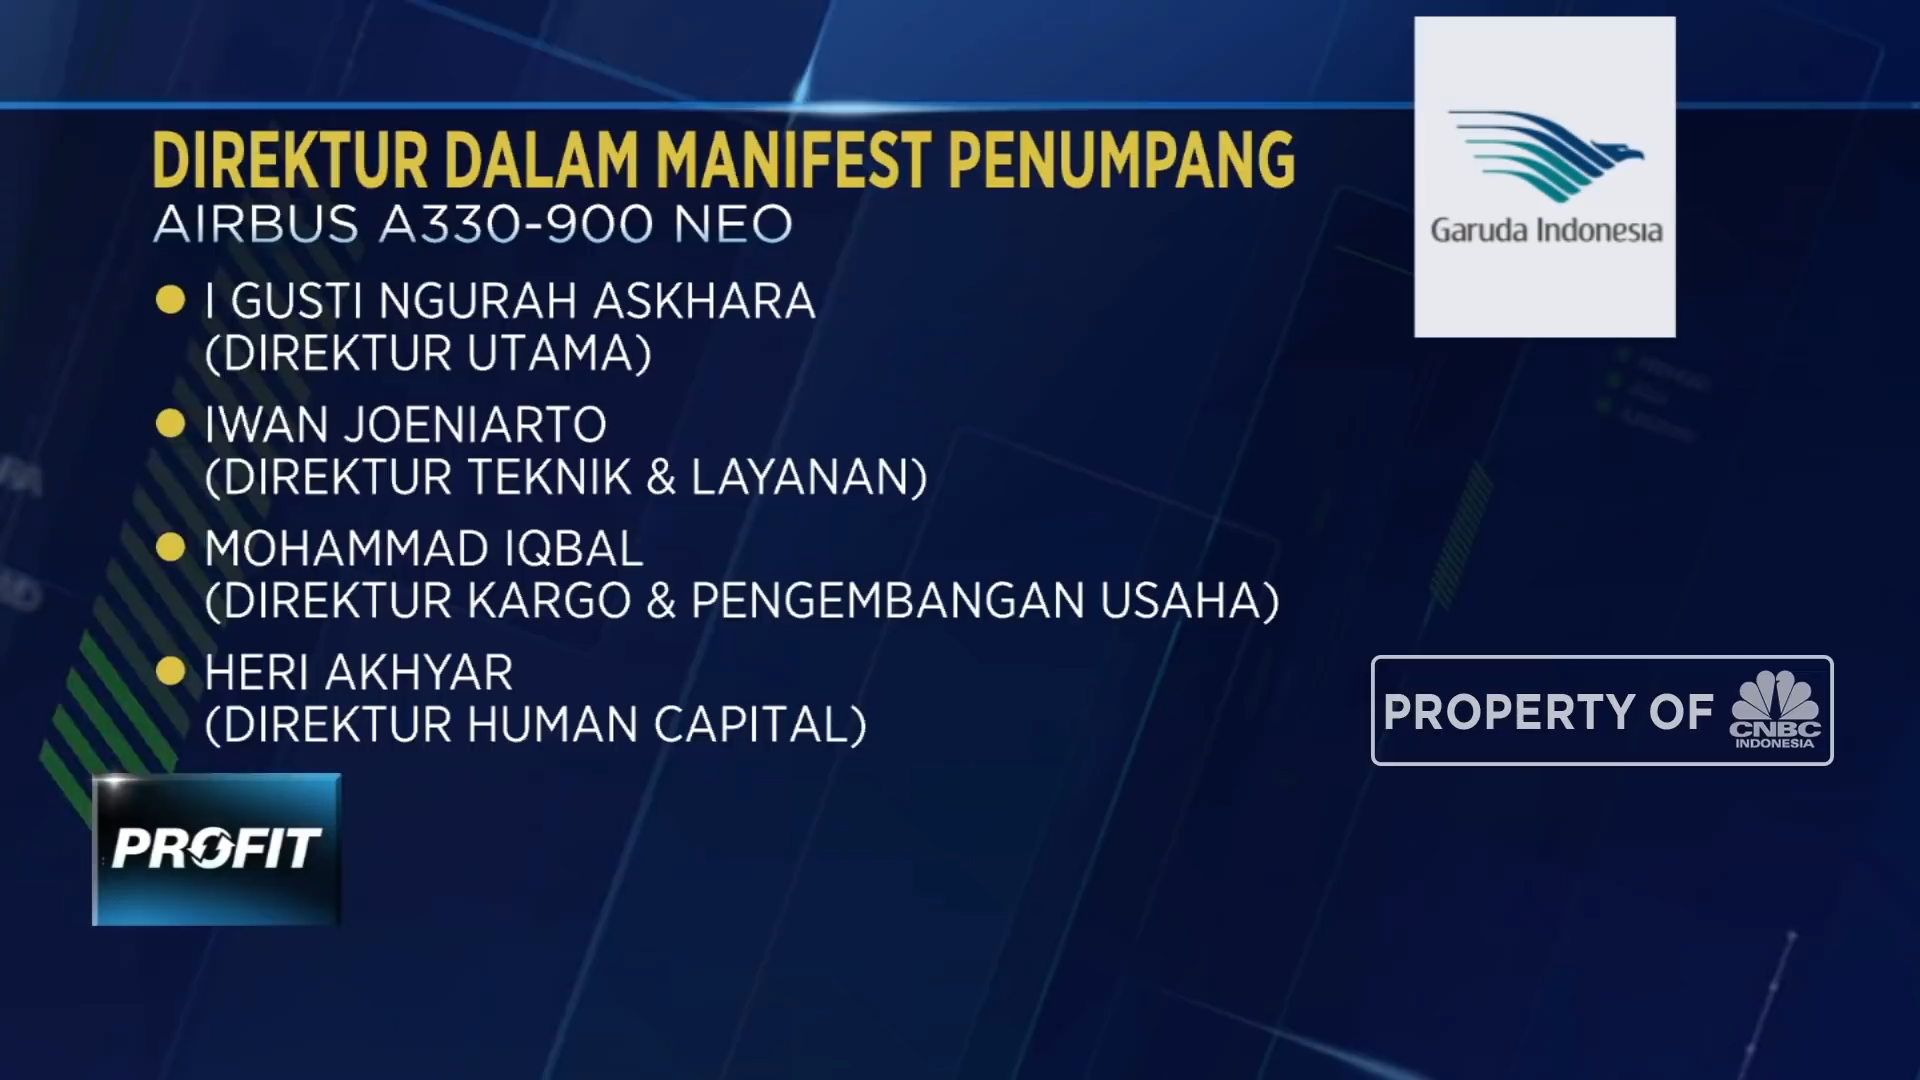 DIREKTUR DALAM MANIFEST PENUMPANG
AIRBUS A330-900 NEO
I GUSTI NGURAH ASKHARA
(DIREKTUR UTAMA)
IWAN JOENIARTO
(DIREKTUR TEKNIK & LAYANAN)
MOHAMMAD IQBAL
(DIREKTUR KARGO & PENGEMBANGAN USAHA)
HERI AKHYAR
(DIREKTUR HUMAN CAPITAL)
Garuda Indonesia
PROPERTY OF
CNBC
INDONESIA
PROFIT